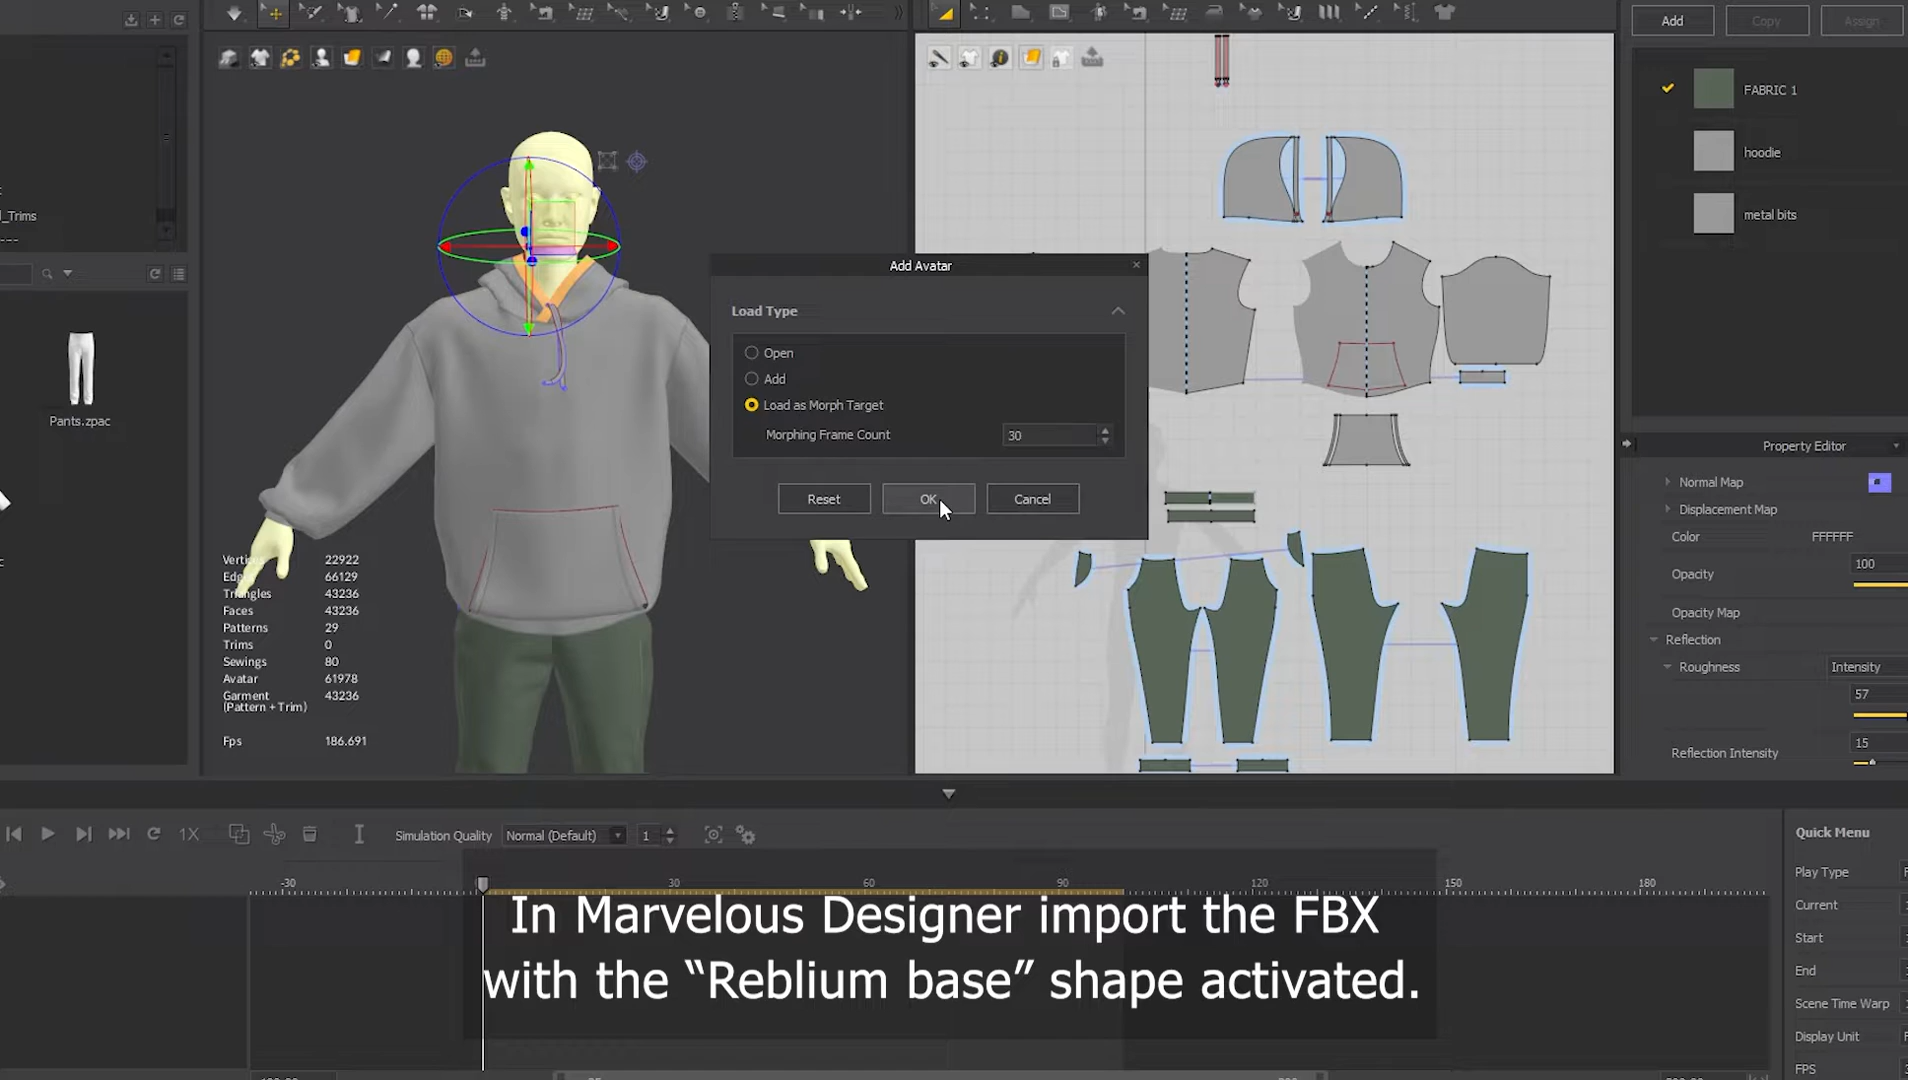 Add
Copy
Assign
FABRIC 1
hoodie
metal bits
_Trims
Pants.zpac
Add Avatar
Load Type
Open
Add
Load as Morph Target
Morphing Frame Count 30
Reset
OK
Cancel
Vertic 22922
Edg 66129
Triangles 43236
Faces 43236
Patterns 29
Trims 0
Sewings 80
Avatar 61978
Garment 43236
(Pattern + Trim)
Fps 186.691
Property Editor
Normal Map
Displacement Map
Color FFFFFF
Opacity 100
Opacity Map
Reflection
Roughness Intensity
57
Reflection Intensity 15
1X
Simulation Quality Normal (Default) 1
-30 30 60 90 120 150 180
In Marvelous Designer import the FBX
with the “Reblium base” shape activated.
Quick Menu
Play Type
Current
Start
End
Scene Time Warp
Display Unit
FPS